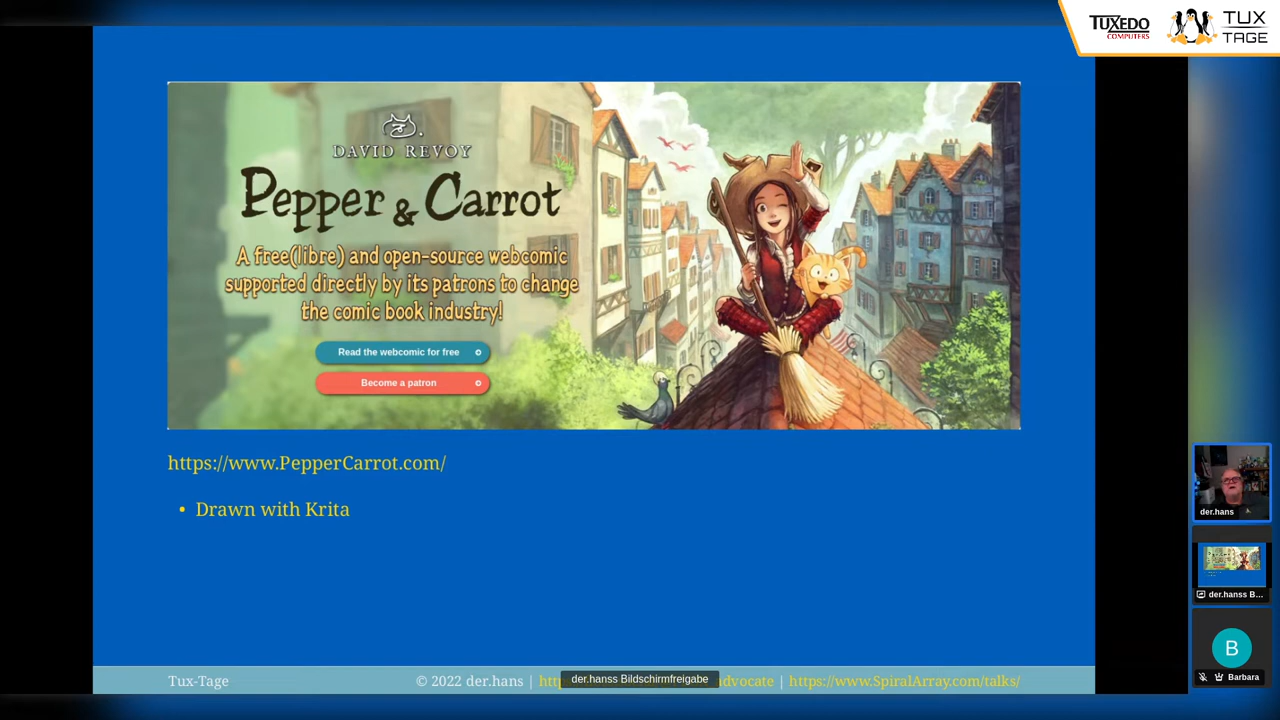 TUXEDO
COMPUTERS
TUX
TAGE
DAVID REVOY
Pepper & Carrot
A free(libre) and open-source webcomic
supported directly by its patrons to change
the comic book industry!
Read the webcomic for free
Become a patron
https://www.PepperCarrot.com/
• Drawn with Krita
der.hans
der.hanss B...
B
Barbara
Tux-Tage
© 2022 der.hans | http advocate | https://www.SpiralArray.com/talks/
der.hanss Bildschirmfreigabe